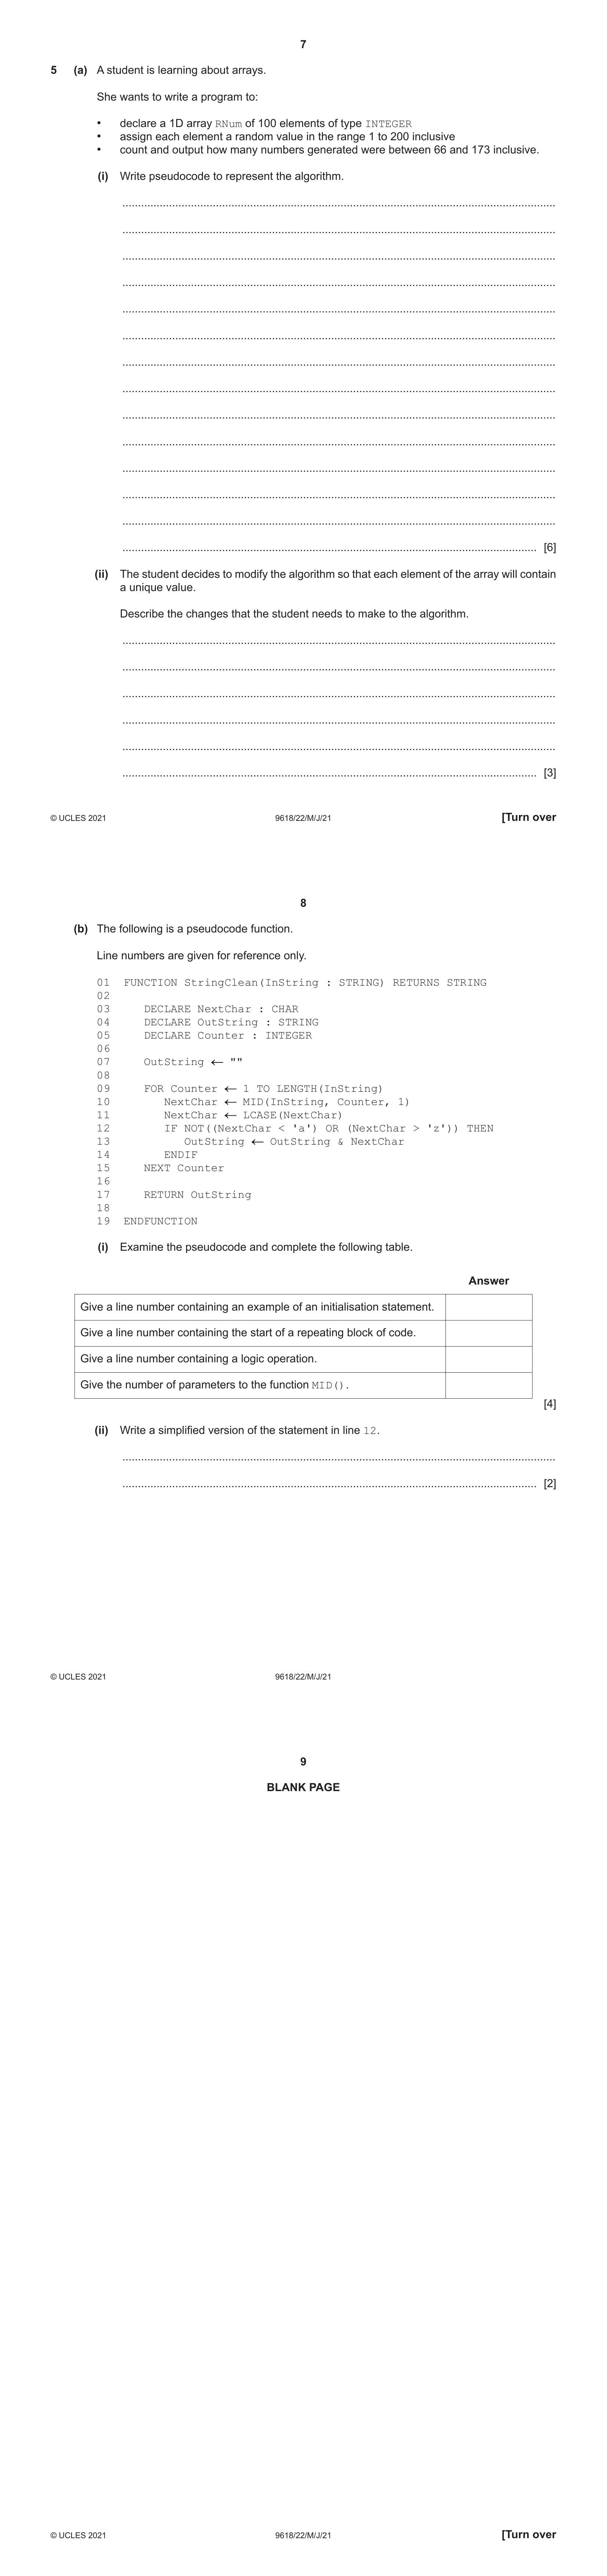 7
5 (a) A student is learning about arrays.
She wants to write a program to:
• declare a 1D array RNum of 100 elements of type INTEGER
• assign each element a random value in the range 1 to 200 inclusive
• count and output how many numbers generated were between 66 and 173 inclusive.
(i) Write pseudocode to represent the algorithm.
[6]
(ii) The student decides to modify the algorithm so that each element of the array will contain
a unique value.
Describe the changes that the student needs to make to the algorithm.
[3]
© UCLES 2021 9618/22/M/J/21 [Turn over
8
(b) The following is a pseudocode function.
Line numbers are given for reference only.
01 FUNCTION StringClean(InString : STRING) RETURNS STRING
02
03 DECLARE NextChar : CHAR
04 DECLARE OutString : STRING
05 DECLARE Counter : INTEGER
06
07 OutString ← ""
08
09 FOR Counter ← 1 TO LENGTH(InString)
10 NextChar ← MID(InString, Counter, 1)
11 NextChar ← LCASE(NextChar)
12 IF NOT((NextChar < 'a') OR (NextChar > 'z')) THEN
13 OutString ← OutString & NextChar
14 ENDIF
15 NEXT Counter
16
17 RETURN OutString
18
19 ENDFUNCTION
(i) Examine the pseudocode and complete the following table.
Answer
Give a line number containing an example of an initialisation statement.
Give a line number containing the start of a repeating block of code.
Give a line number containing a logic operation.
Give the number of parameters to the function MID().
[4]
(ii) Write a simplified version of the statement in line 12.
[2]
© UCLES 2021 9618/22/M/J/21
9
BLANK PAGE
© UCLES 2021 9618/22/M/J/21 [Turn over